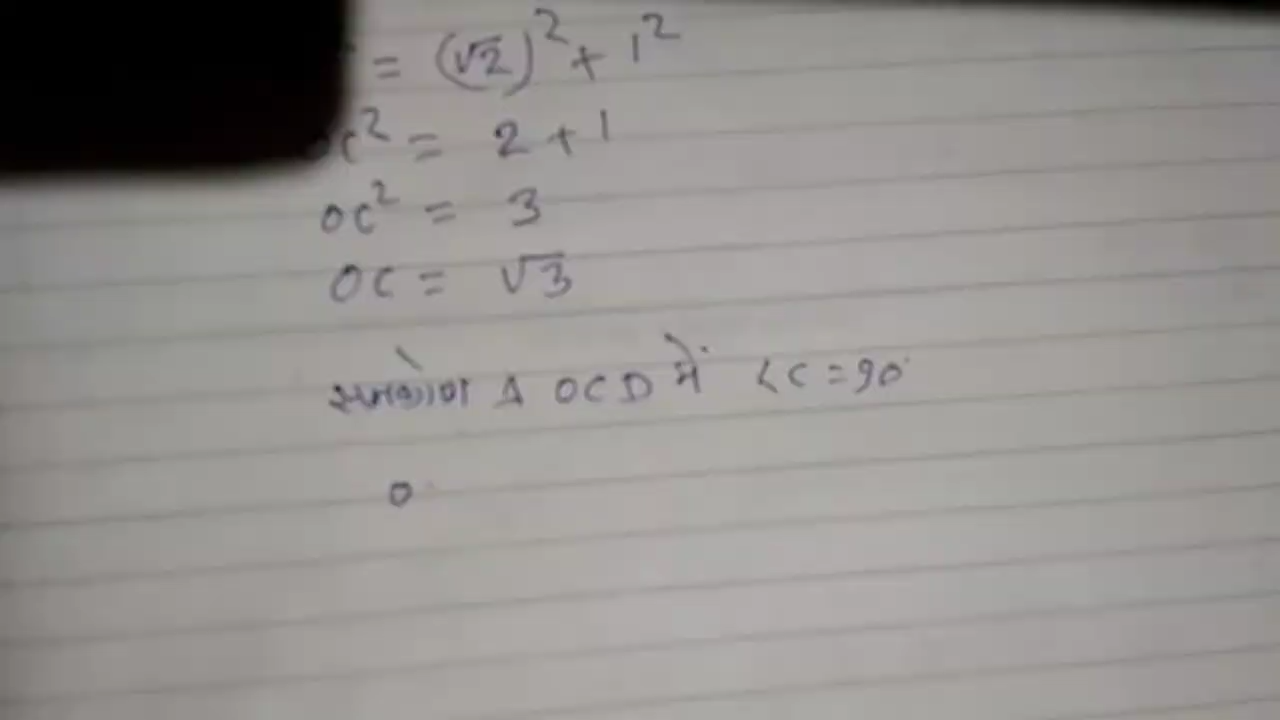 = (√2)² + 1²
c² = 2 + 1
oc² = 3
oc = √3
समकोण Δ OCD में <C = 90°
o